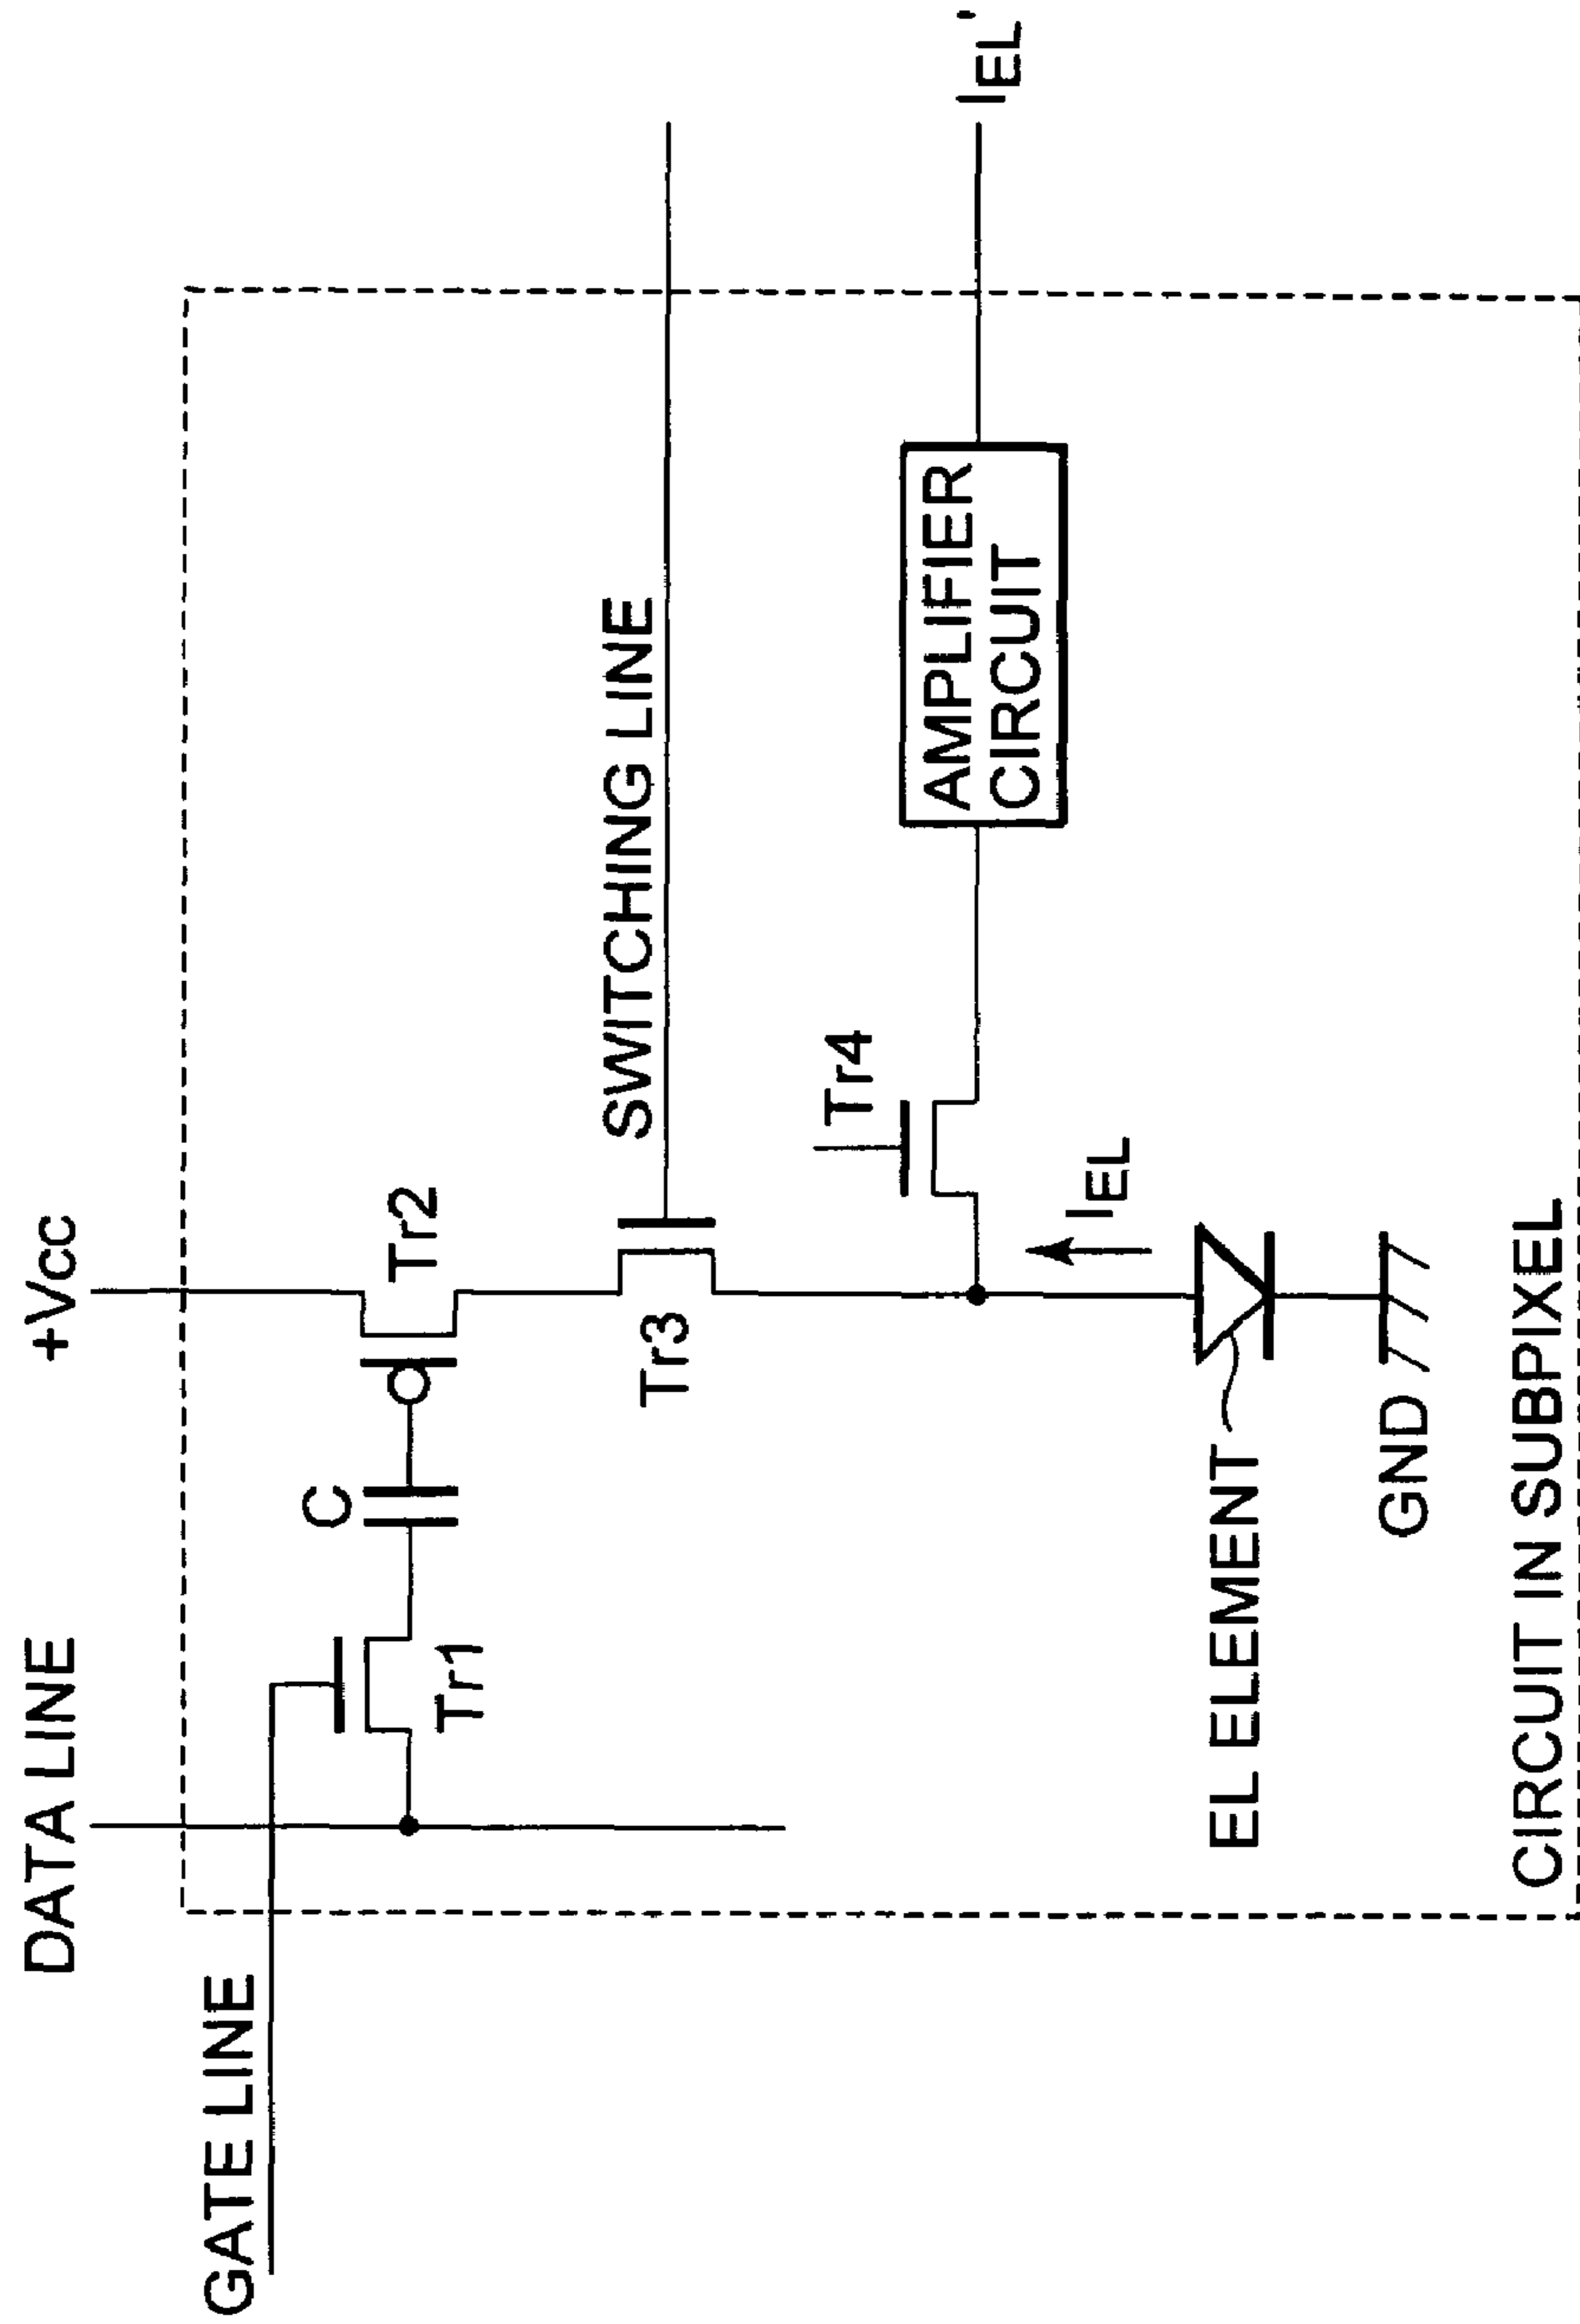 DATA LINE
+Vcc
GATE LINE
C
Tr1
Tr2
Tr3
SWITCHING LINE
Tr4
AMPLIFIER
CIRCUIT
IEL'
IEL
EL ELEMENT
GND
CIRCUIT IN SUBPIXEL